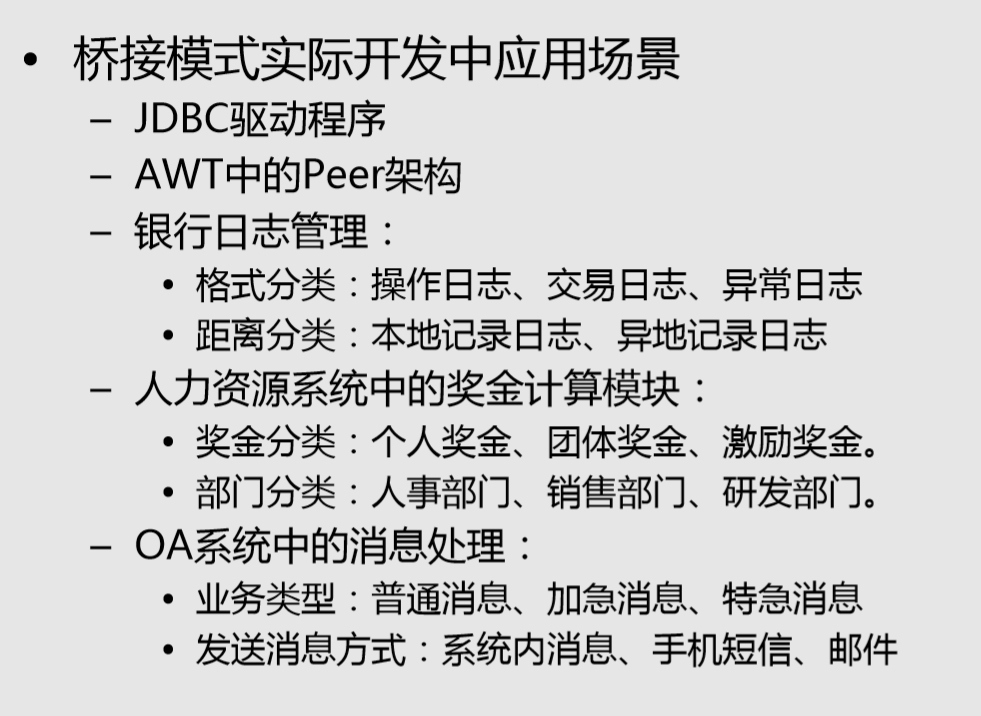 • 桥接模式实际开发中应用场景
– JDBC驱动程序
– AWT中的Peer架构
– 银行日志管理：
• 格式分类：操作日志、交易日志、异常日志
• 距离分类：本地记录日志、异地记录日志
– 人力资源系统中的奖金计算模块：
• 奖金分类：个人奖金、团体奖金、激励奖金。
• 部门分类：人事部门、销售部门、研发部门。
– OA系统中的消息处理：
• 业务类型：普通消息、加急消息、特急消息
• 发送消息方式：系统内消息、手机短信、邮件